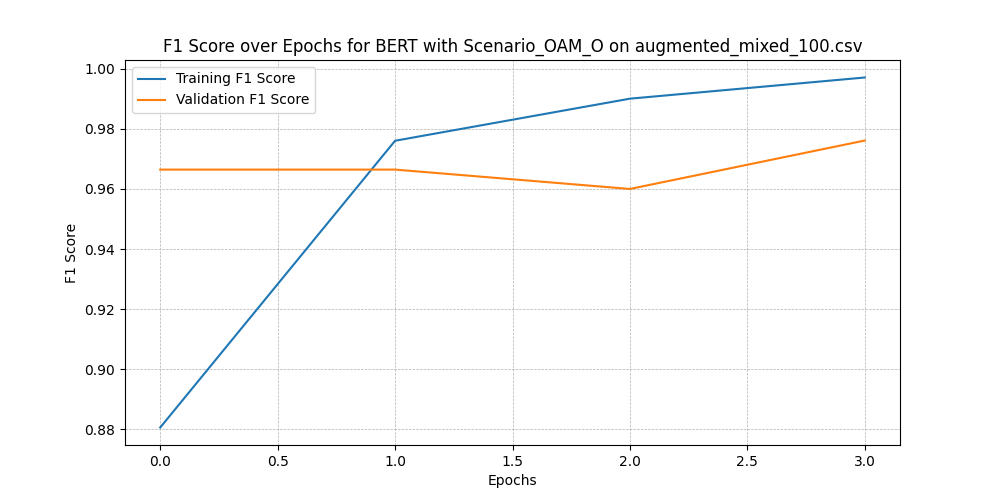 F1 Score over Epochs for BERT with Scenario_OAM_O on augmented_mixed_100.csv
Training F1 Score
Validation F1 Score
F1 Score
1.00
0.98
0.96
0.94
0.92
0.90
0.88
0.0 0.5 1.0 1.5 2.0 2.5 3.0
Epochs